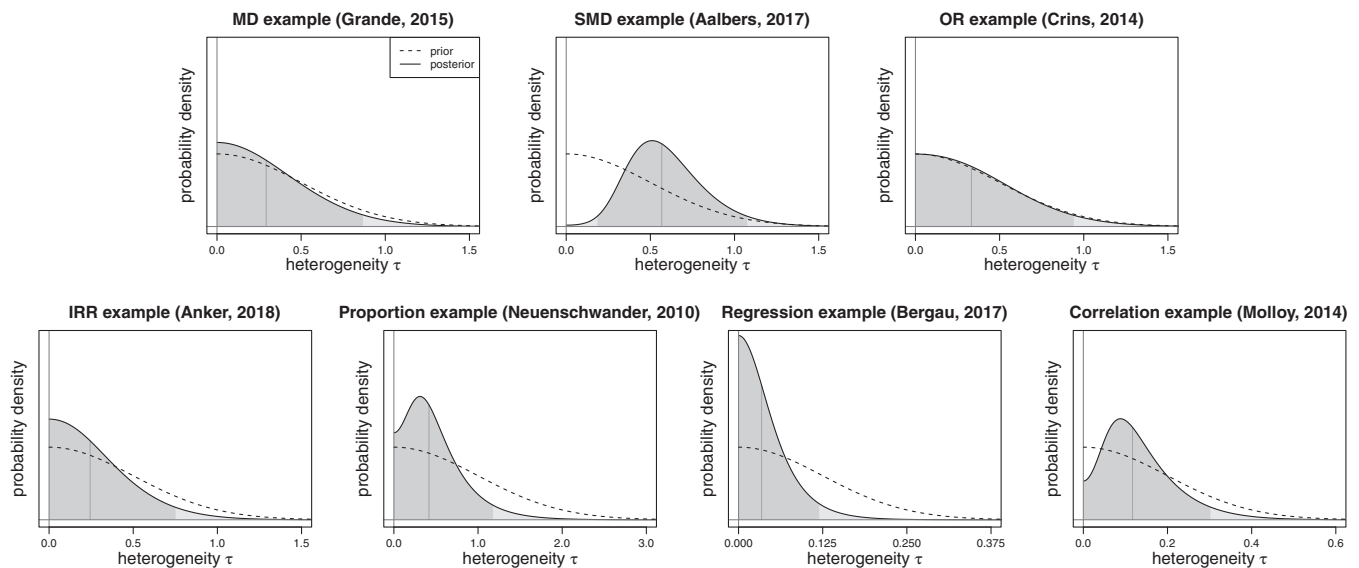 MD example (Grande, 2015)
SMD example (Aalbers, 2017)
OR example (Crins, 2014)
prior
posterior
probability density
probability density
probability density
0.0 0.5 1.0 1.5
0.0 0.5 1.0 1.5
0.0 0.5 1.0 1.5
heterogeneity τ
heterogeneity τ
heterogeneity τ
IRR example (Anker, 2018)
Proportion example (Neuenschwander, 2010)
Regression example (Bergau, 2017)
Correlation example (Molloy, 2014)
probability density
probability density
probability density
probability density
0.0 0.5 1.0 1.5
0.0 1.0 2.0 3.0
0.000 0.125 0.250 0.375
0.0 0.2 0.4 0.6
heterogeneity τ
heterogeneity τ
heterogeneity τ
heterogeneity τ